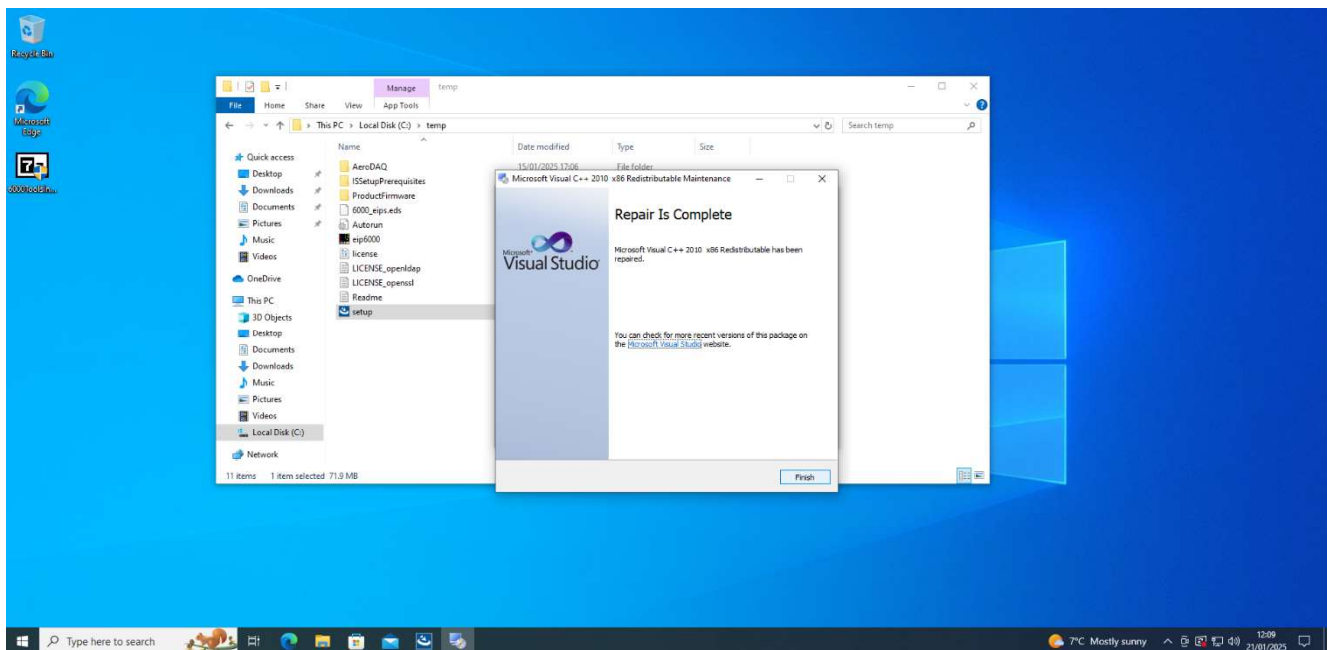 Recycle Bin
Microsoft
Edge
6000ToolsIn...
Manage temp
File Home Share View App Tools
This PC > Local Disk (C:) > temp
Search temp
Name Date modified Type Size
Quick access
Desktop
Downloads
Documents
Pictures
Music
Videos
OneDrive
This PC
3D Objects
Desktop
Documents
Downloads
Music
Pictures
Videos
Local Disk (C:)
Network
AeroDAQ 15/01/2025 17:06 File folder
ISSetupPrerequisites
ProductFirmware
6000_eips.eds
Autorun
eip6000
license
LICENSE_openldap
LICENSE_openssl
Readme
setup
11 items 1 item selected 71.9 MB
Microsoft Visual C++ 2010 x86 Redistributable Maintenance
Microsoft
Visual Studio
Repair Is Complete
Microsoft Visual C++ 2010 x86 Redistributable has been
repaired.
You can check for more recent versions of this package on
the Microsoft Visual Studio website.
Finish
Type here to search
7°C Mostly sunny
12:09
21/01/2025